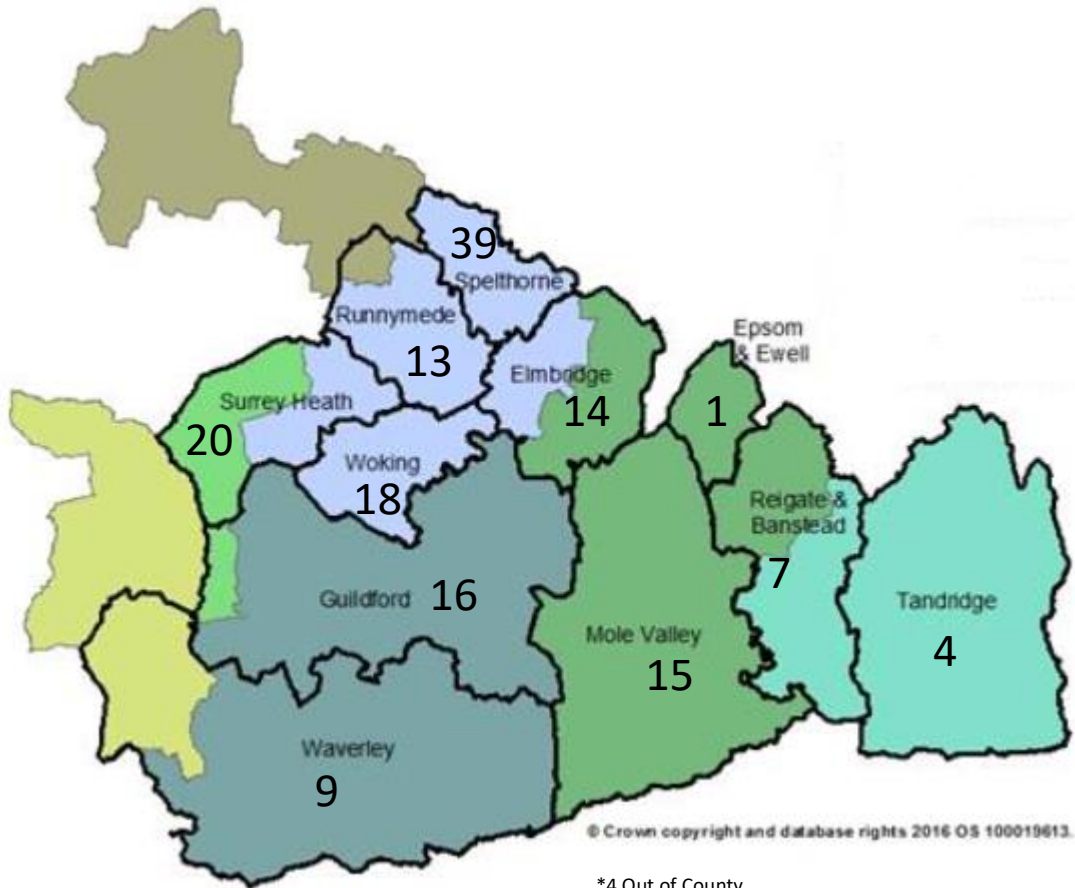 39
Spelthorne
Runnymede
13
Epsom
& Ewell
Elmbridge
14
1
Surrey Heath
20
Woking
18
Reigate &
Banstead
7
Guildford 16
Tandridge
4
Mole Valley
15
Waverley
9
© Crown copyright and database rights 2016 OS 100019613.
*4 Out of County